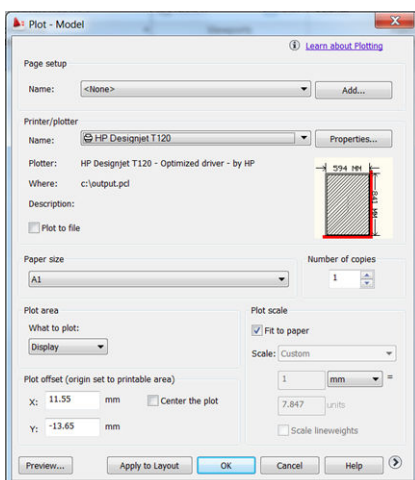 Plot - Model
Learn about Plotting
Page setup
Name: <None> Add...
Printer/plotter
Name: HP Designjet T120 Properties...
Plotter: HP Designjet T120 - Optimized driver - by HP
Where: c:\output.pcl
Description:
Plot to file
594 MM
841 MM
Paper size
A1
Number of copies
1
Plot area
What to plot:
Display
Plot scale
Fit to paper
Scale: Custom
1 mm =
7.847 units
Scale lineweights
Plot offset (origin set to printable area)
X: 11.55 mm Center the plot
Y: -13.65 mm
Preview... Apply to Layout OK Cancel Help